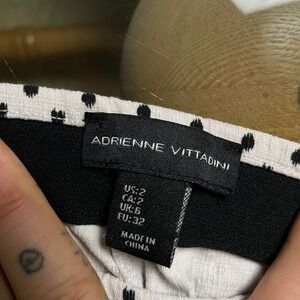 ADRIENNE VITTADINI
US:2
CA:2
UK:6
EU:32
MADE IN
CHINA